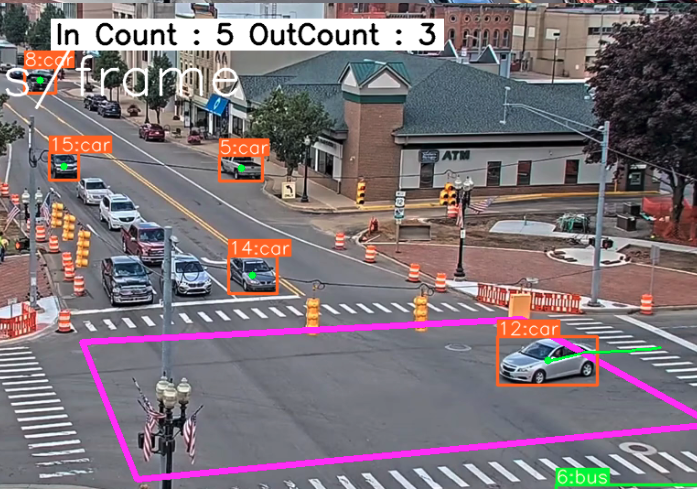 In Count : 5 OutCount : 3
8:car
s/frame
15:car
5:car
ATM
14:car
12:car
6:bus